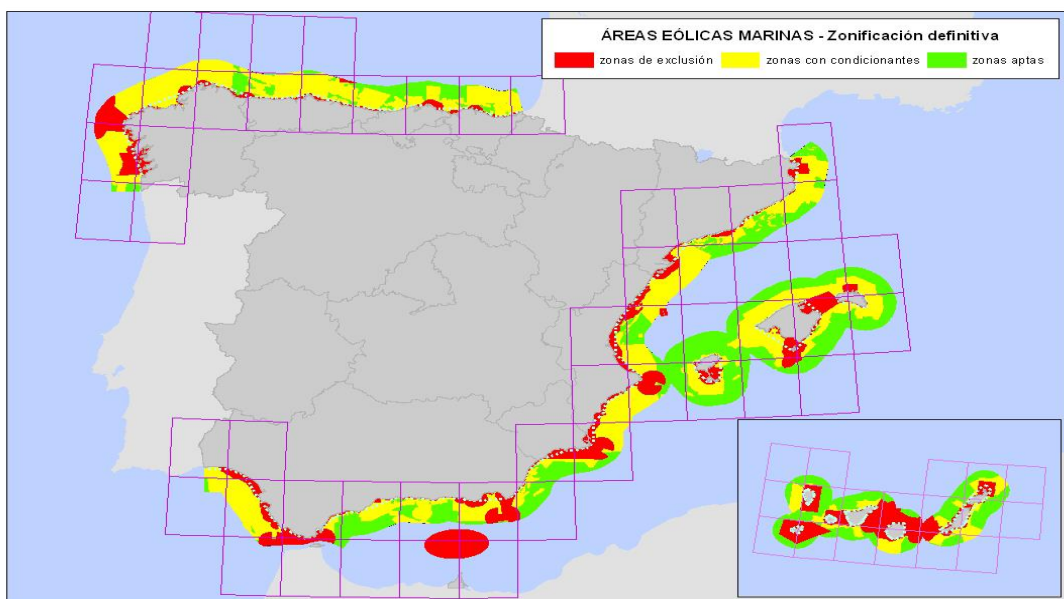 ÁREAS EÓLICAS MARINAS - Zonificación definitiva
zonas de exclusión zonas con condicionantes zonas aptas